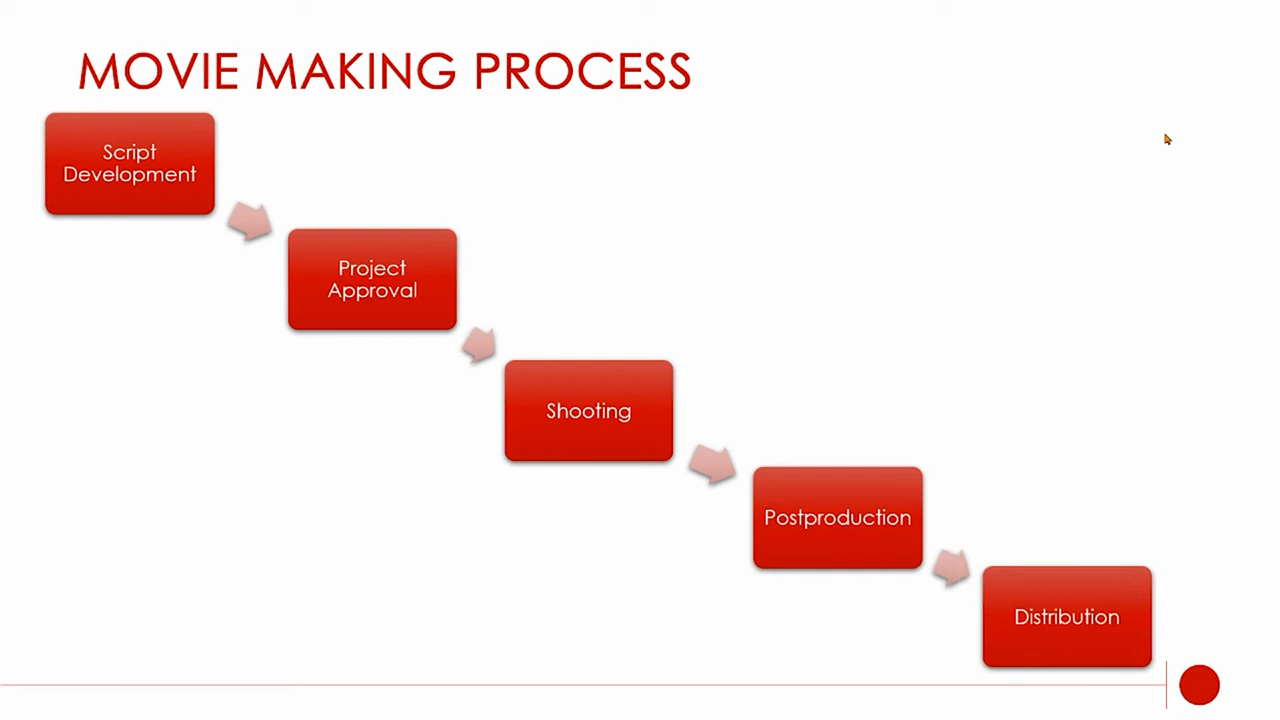 MOVIE MAKING PROCESS
Script
Development
Project
Approval
Shooting
Postproduction
Distribution